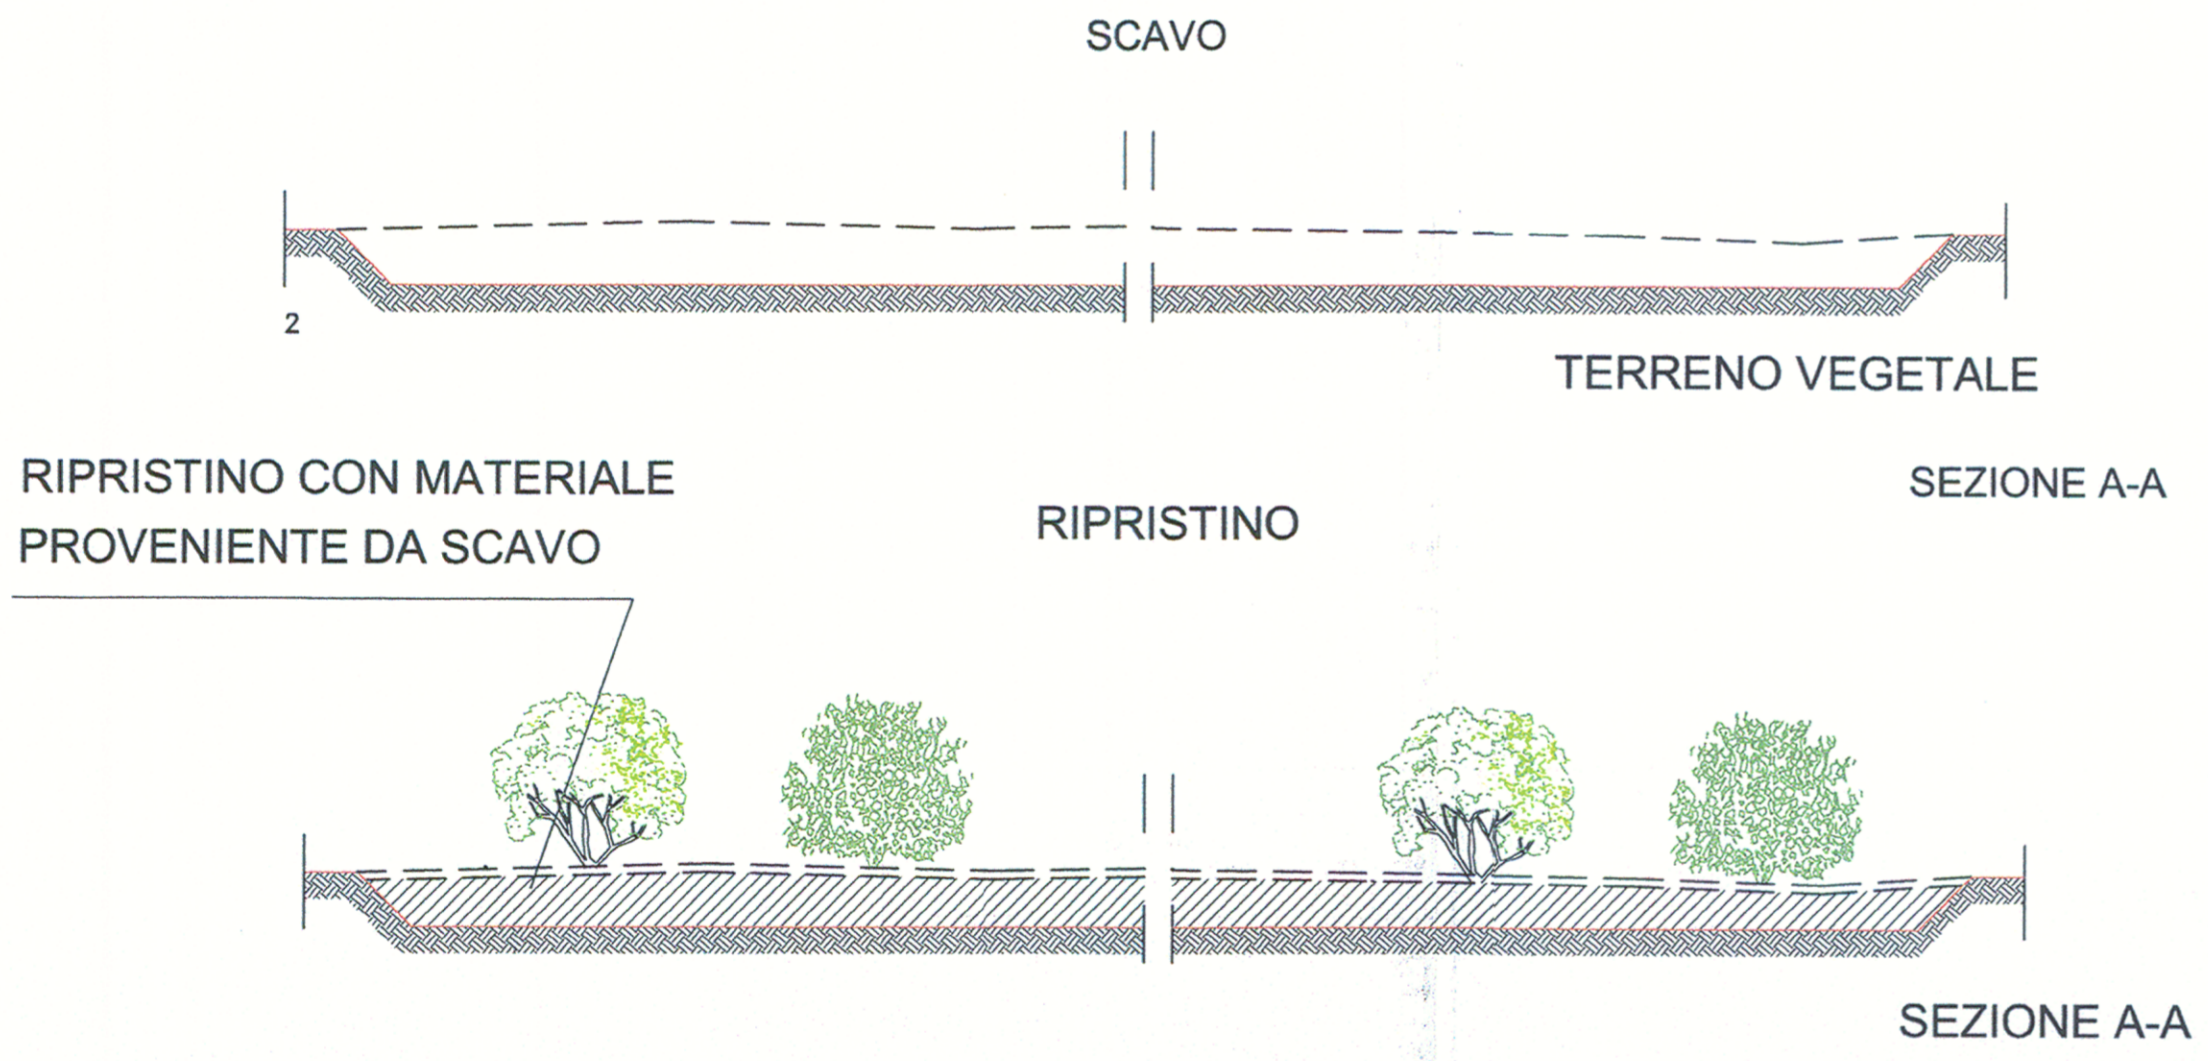 SCAVO
2
TERRENO VEGETALE
SEZIONE A-A
RIPRISTINO CON MATERIALE
PROVENIENTE DA SCAVO
RIPRISTINO
SEZIONE A-A